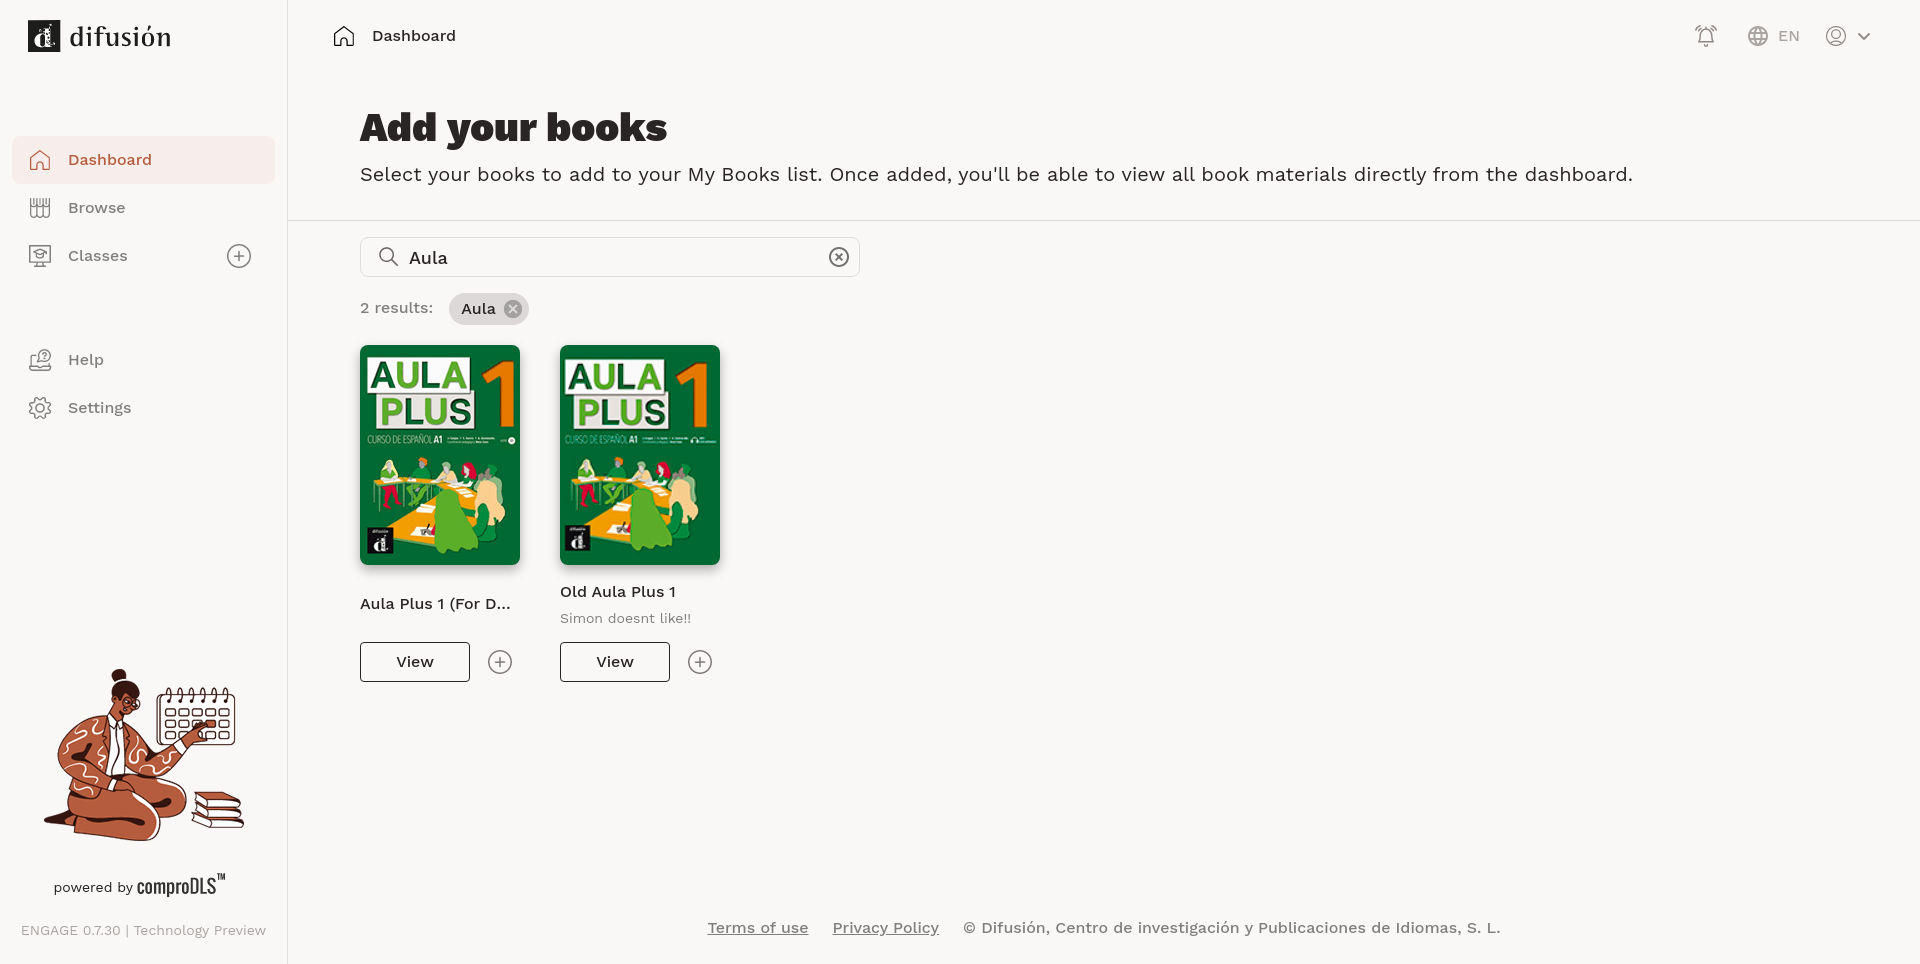 difusión
Dashboard
EN
Dashboard
Browse
Classes
Help
Settings
Add your books
Select your books to add to your My Books list. Once added, you'll be able to view all book materials directly from the dashboard.
Aula
2 results: Aula
AULA 1
PLUS
CURSO DE ESPAÑOL A1
difusión
AULA 1
PLUS
CURSO DE ESPAÑOL A1
difusión
Aula Plus 1 (For D...
View
Old Aula Plus 1
Simon doesnt like!!
View
powered by comproDLS™
ENGAGE 0.7.30 | Technology Preview
Terms of use Privacy Policy © Difusión, Centro de investigación y Publicaciones de Idiomas, S. L.